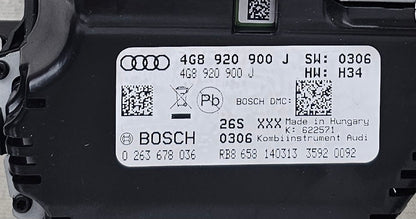 4G8 920 900 J SW: 0306
4G8 920 900 J HW: H34
Pb BOSCH DMC:
26S XXX Made in Hungary
K: 622571
BOSCH 0306 Kombiinstrument Audi
0 263 678 036 RB8 658 140313 3592 0092